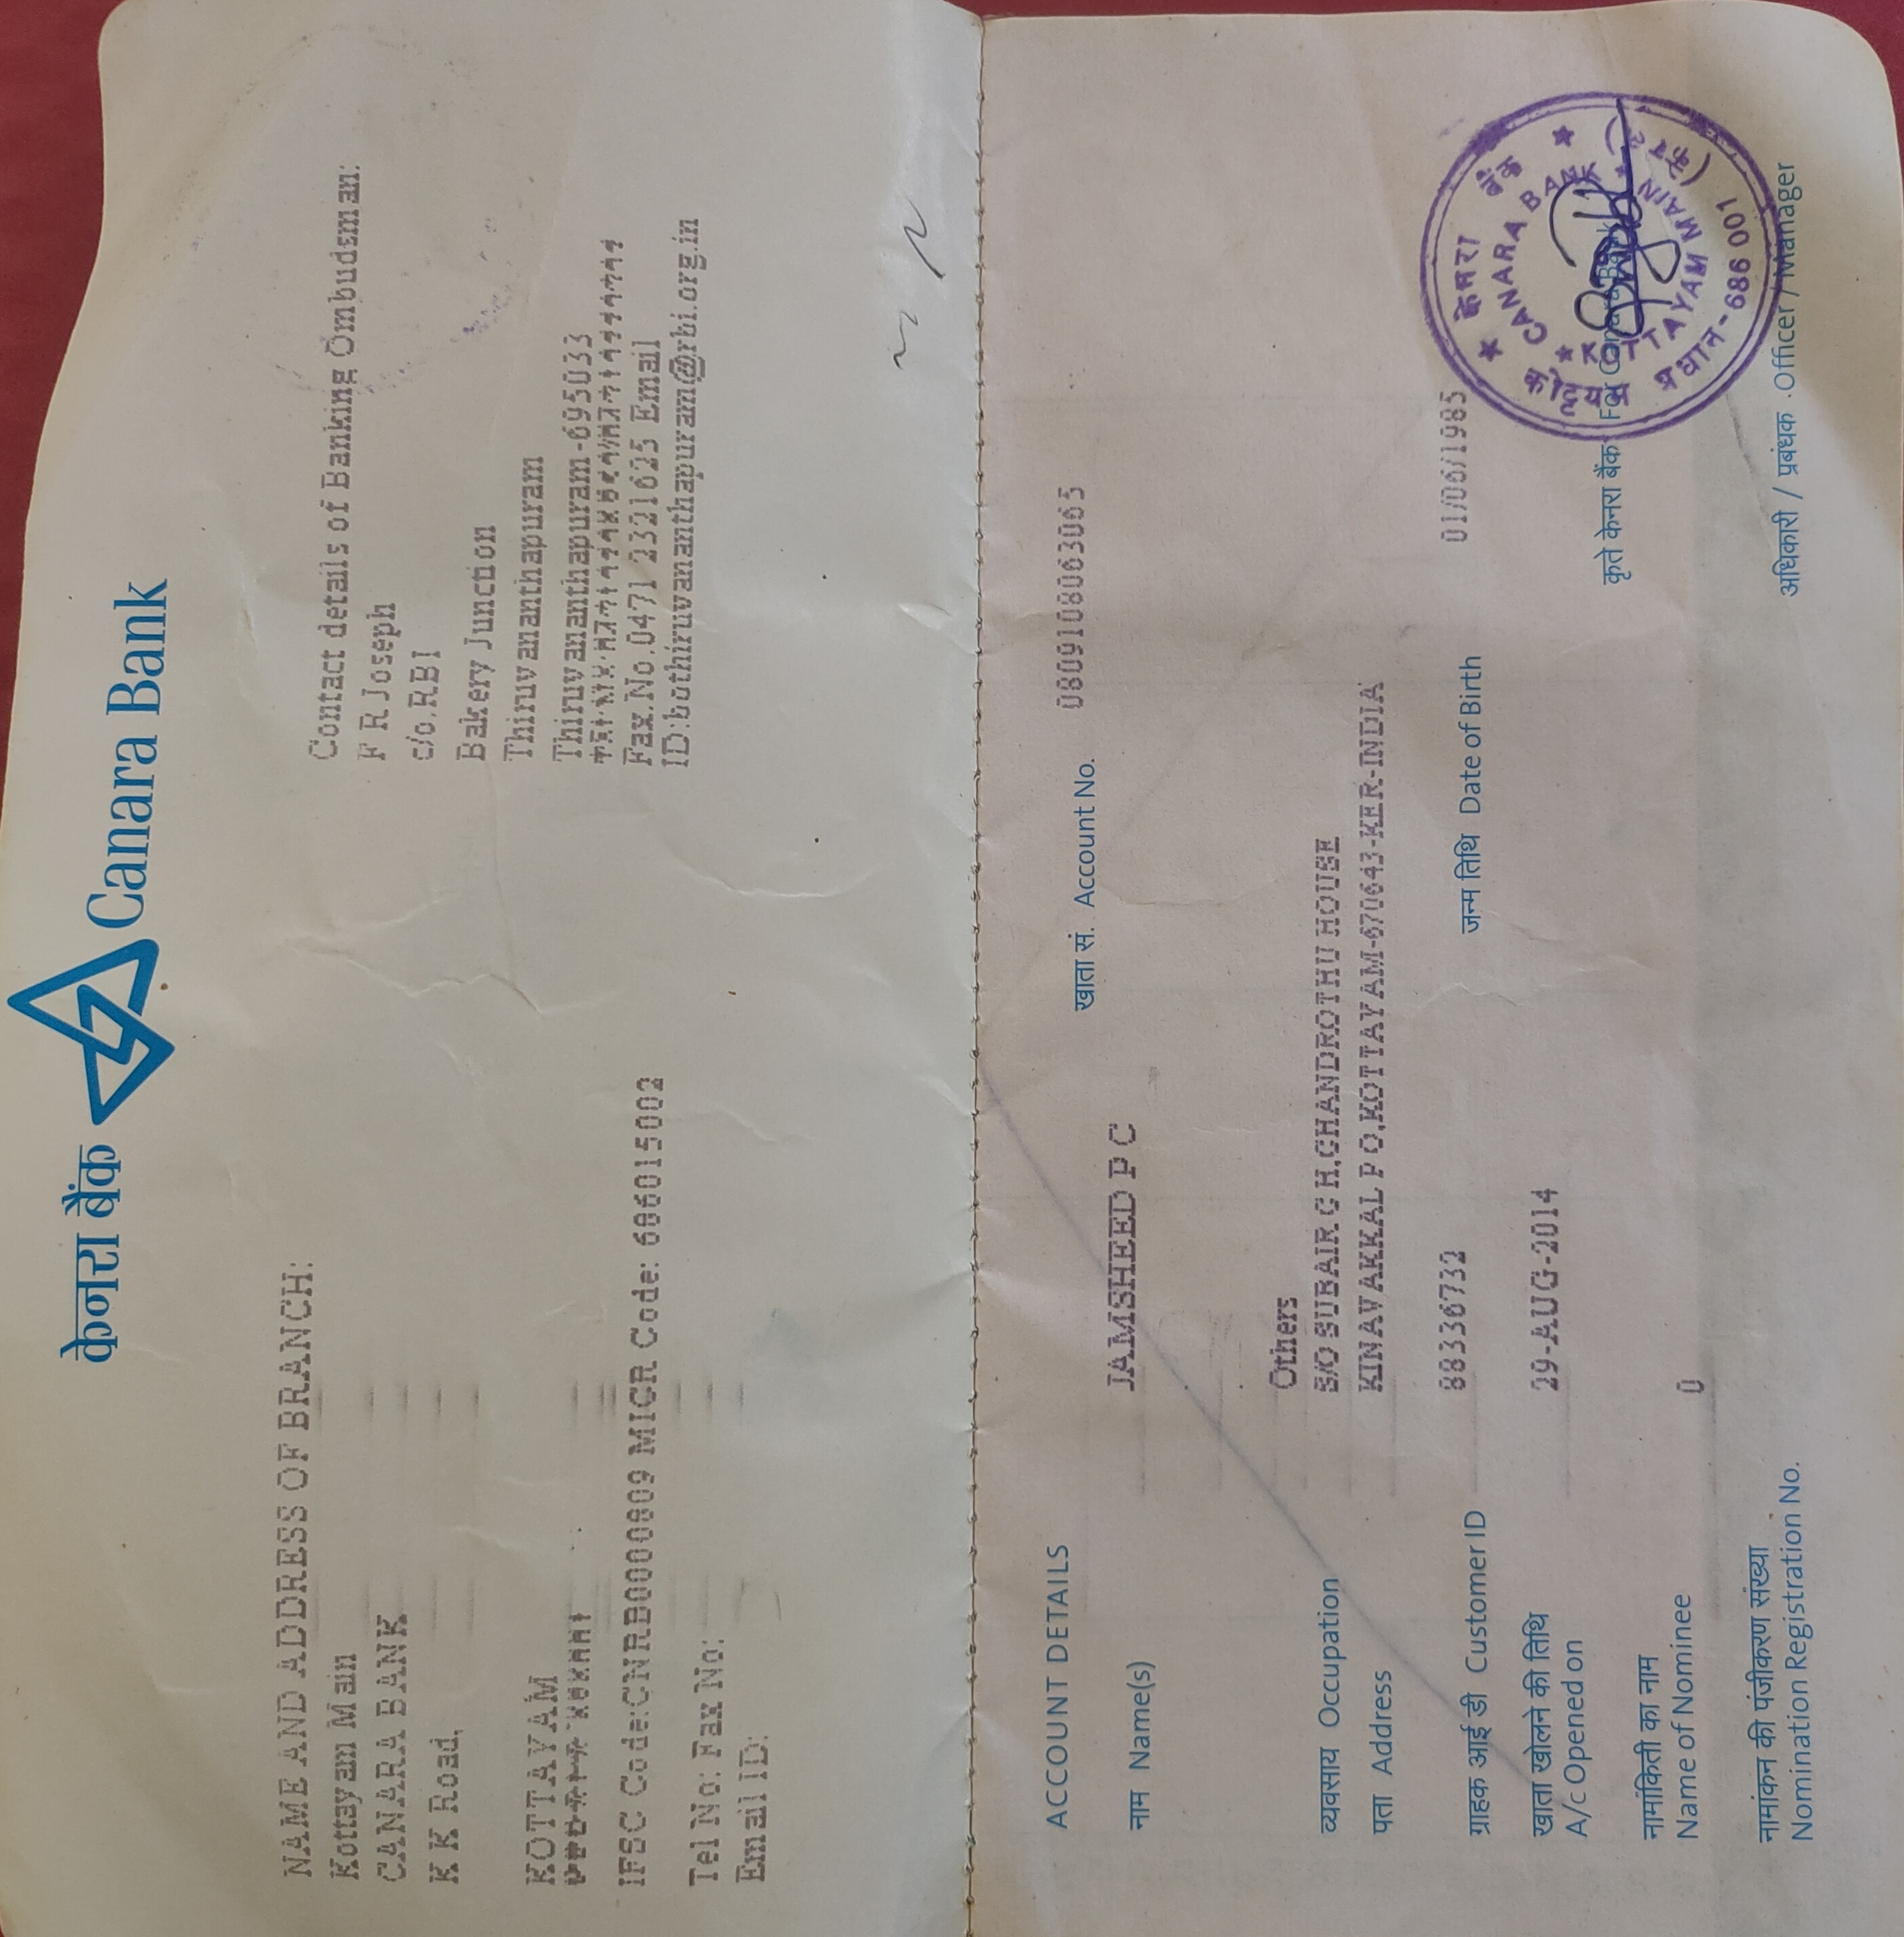 केनरा बैंक Canara Bank
NAME AND ADDRESS OF BRANCH:
Kottayam Main
CANARA BANK
K K Road,
KOTTAYAM
IFSC Code:CNRB0000809 MICR Code: 686015002
Tel No: Fax No:
Email ID:
Contact details of Banking Ombudsman:
F R Joseph
c/o.RBI
Bakery Junction
Thiruvananthapuram
Thiruvananthapuram-695033
Fax.No.0471 2321625 Email
ID:bothiruvananthapuram@rbi.org.in
ACCOUNT DETAILS
खाता सं. Account No. 0809108063065
नाम Name(s) JAMSHEED P C
व्यवसाय Occupation Others
पता Address S/O SUBAIR C H,CHANDROTHU HOUSE
KINAVAKKAL P O,KOTTAYAM-670643-KER-INDIA
ग्राहक आई डी Customer ID 88336732
जन्म तिथि Date of Birth 01/06/1985
खाता खोलने की तिथि
A/c Opened on 29-AUG-2014
नामांकिती का नाम
Name of Nominee 0
नामांकन की पंजीकरण संख्या
Nomination Registration No.
कृते केनरा बैंक For Canara Bank
अधिकारी / प्रबंधक Officer / Manager
केनरा बैंक
CANARA BANK
KOTTAYAM MAIN
प्रधान - 686 001